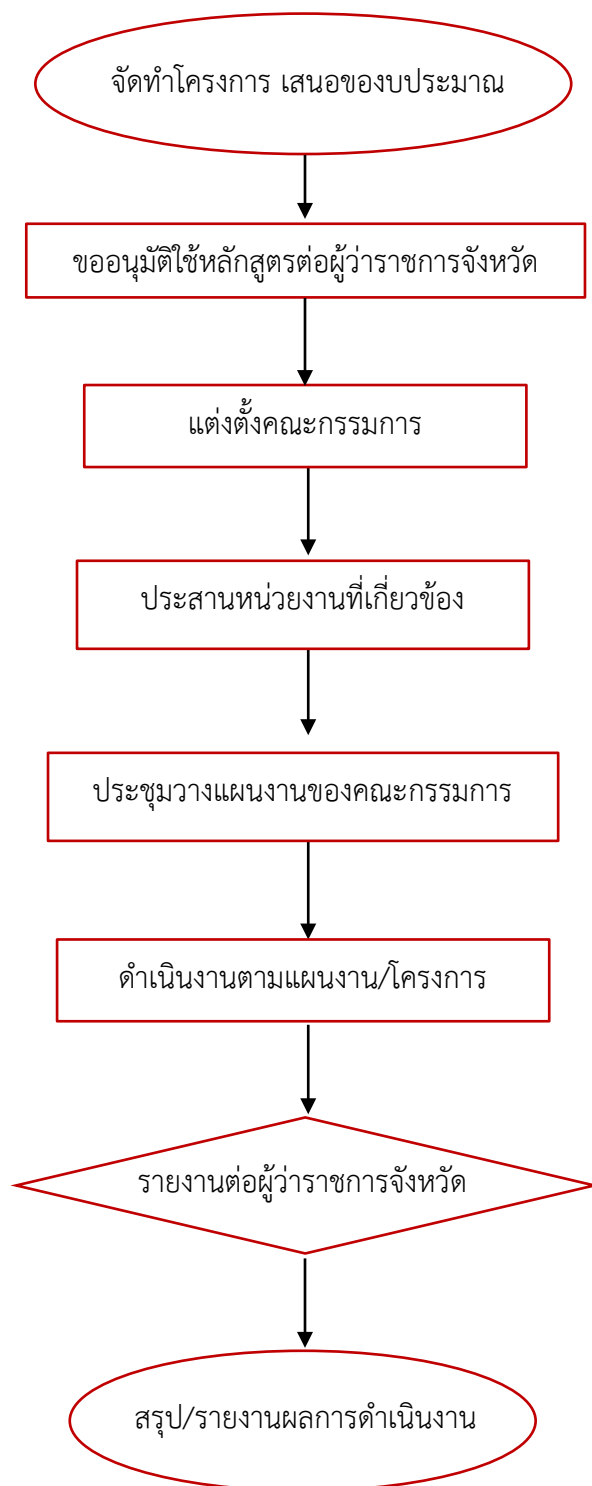 จัดทำโครงการ เสนอของบประมาณ
ขออนุมัติใช้หลักสูตรต่อผู้ว่าราชการจังหวัด
แต่งตั้งคณะกรรมการ
ประสานหน่วยงานที่เกี่ยวข้อง
ประชุมวางแผนงานของคณะกรรมการ
ดำเนินงานตามแผนงาน/โครงการ
รายงานต่อผู้ว่าราชการจังหวัด
สรุป/รายงานผลการดำเนินงาน